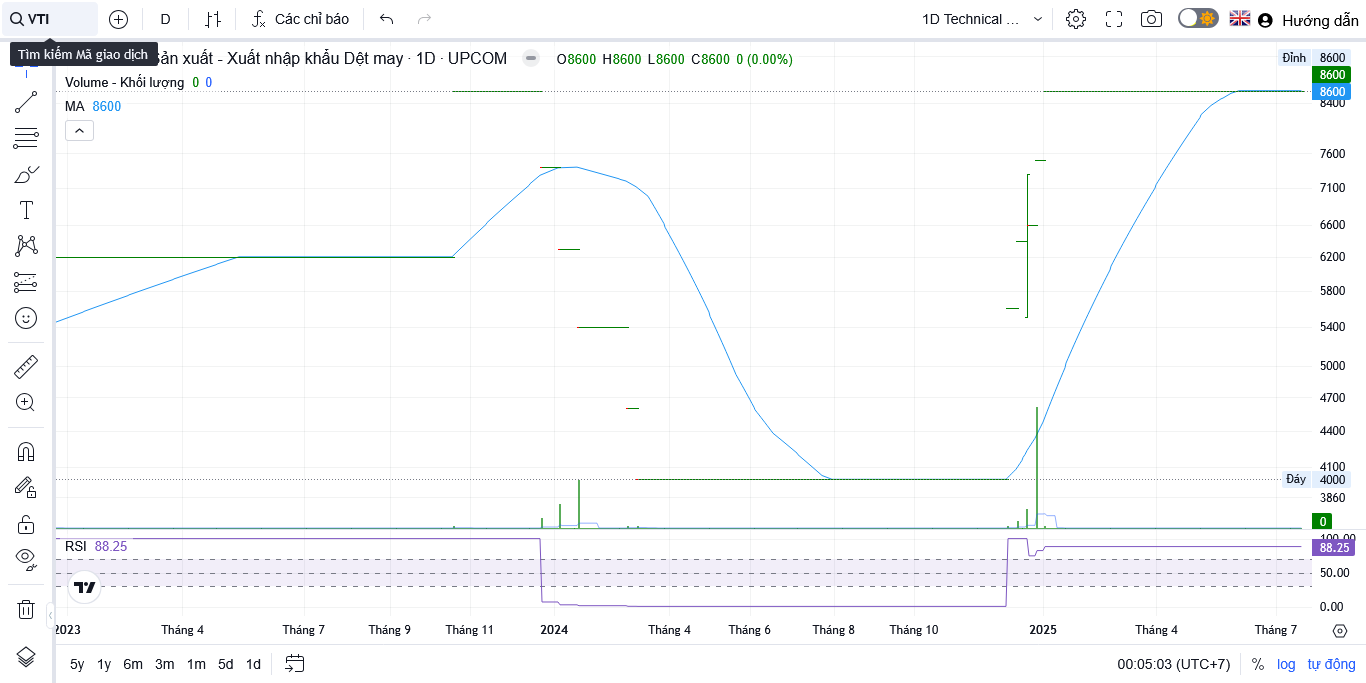 VTI
D
Các chỉ báo
1D Technical ...
Hướng dẫn
Tìm kiếm Mã giao dịch
Sản xuất - Xuất nhập khẩu Dệt may · 1D · UPCOM
O8600 H8600 L8600 C8600 0 (0.00%)
Volume - Khối lượng 0 0
MA 8600
Đỉnh 8600
8600
8600
8400
7600
7100
6600
6200
5800
5400
5000
4700
4400
4100
Đáy 4000
3860
0
RSI 88.25
100.00
88.25
50.00
0.00
2023 Tháng 4 Tháng 7 Tháng 9 Tháng 11 2024 Tháng 4 Tháng 6 Tháng 8 Tháng 10 2025 Tháng 4 Tháng 7
5y 1y 6m 3m 1m 5d 1d
00:05:03 (UTC+7) % log tự động